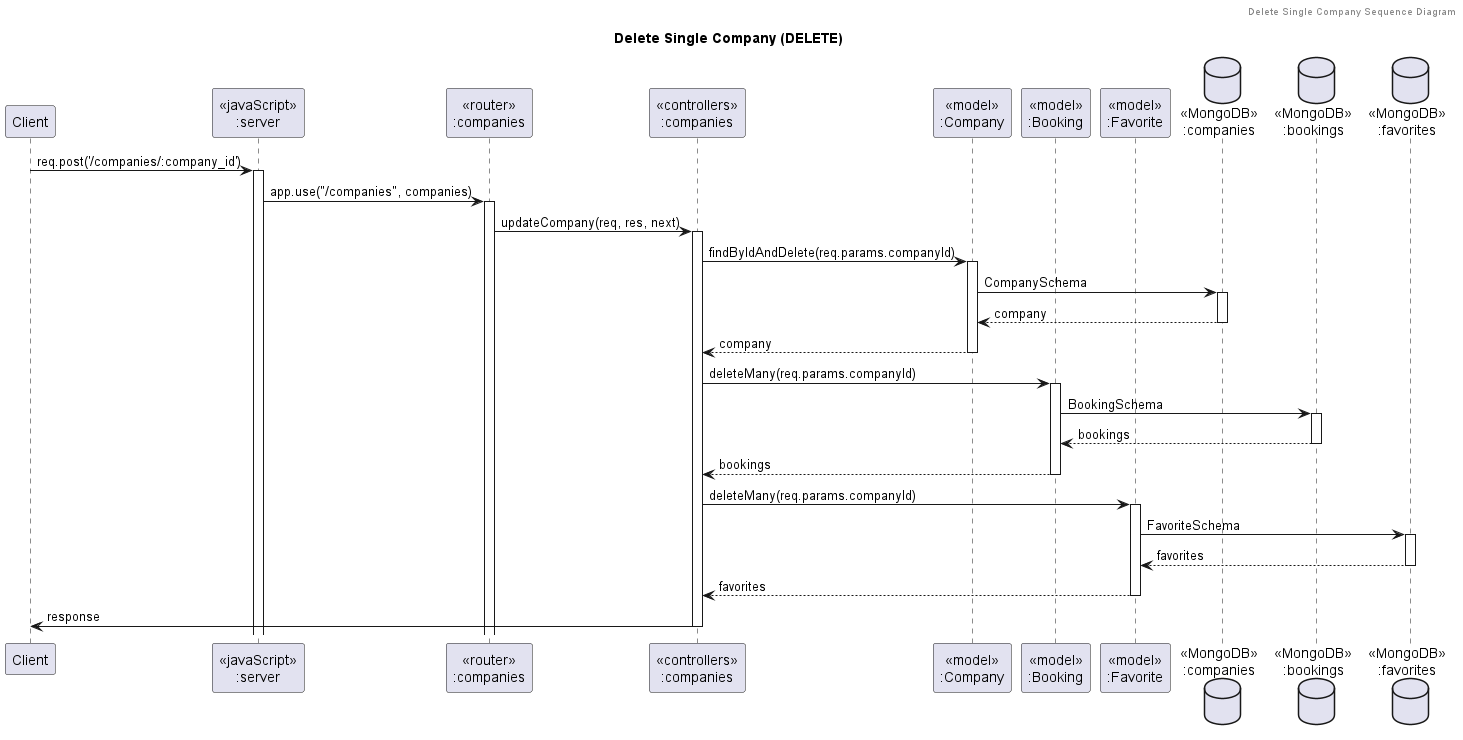 Delete Single Company Sequence Diagram
Delete Single Company (DELETE)
Client
«javaScript»
:server
«router»
:companies
«controllers»
:companies
«model»
:Company
«model»
:Booking
«model»
:Favorite
«MongoDB»
:companies
«MongoDB»
:bookings
«MongoDB»
:favorites
req.post('/companies/:company_id')
app.use("/companies", companies)
updateCompany(req, res, next)
findByIdAndDelete(req.params.companyId)
CompanySchema
company
company
deleteMany(req.params.companyId)
BookingSchema
bookings
bookings
deleteMany(req.params.companyId)
FavoriteSchema
favorites
favorites
response
Client
«javaScript»
:server
«router»
:companies
«controllers»
:companies
«model»
:Company
«model»
:Booking
«model»
:Favorite
«MongoDB»
:companies
«MongoDB»
:bookings
«MongoDB»
:favorites